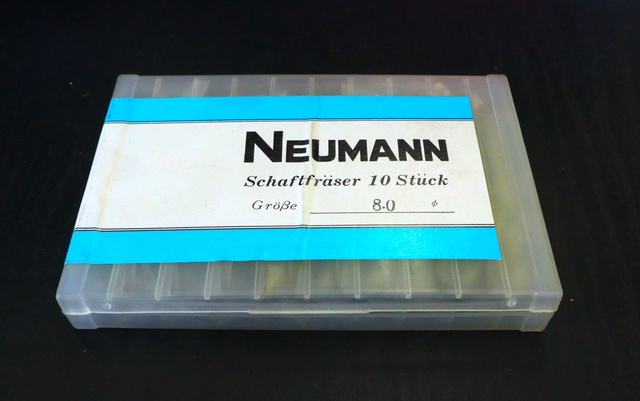 NEUMANN
Schaftfräser 10 Stück
Größe 8.0 ⌀